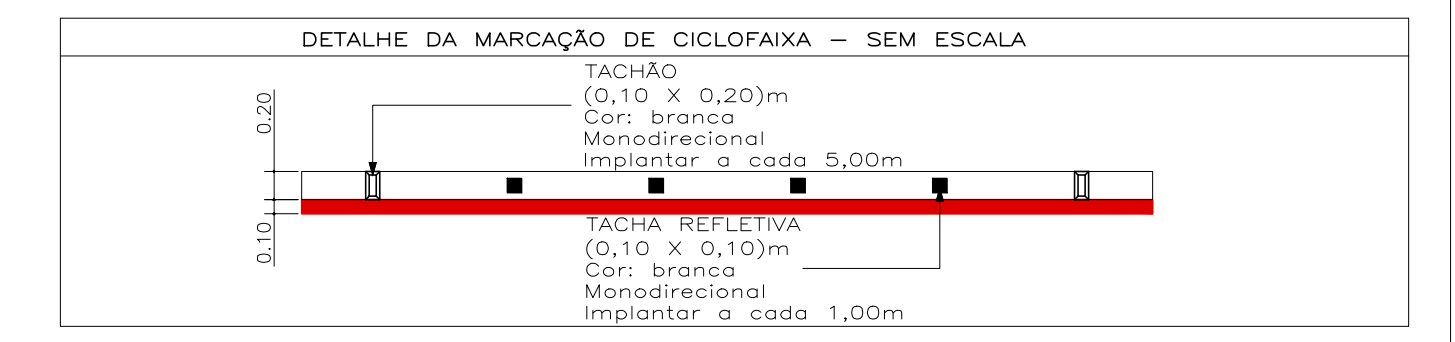 DETALHE DA MARCAÇÃO DE CICLOFAIXA – SEM ESCALA
TACHÃO
(0,10 X 0,20)m
Cor: branca
Monodirecional
Implantar a cada 5,00m
0.20
0.10
TACHA REFLETIVA
(0,10 X 0,10)m
Cor: branca
Monodirecional
Implantar a cada 1,00m